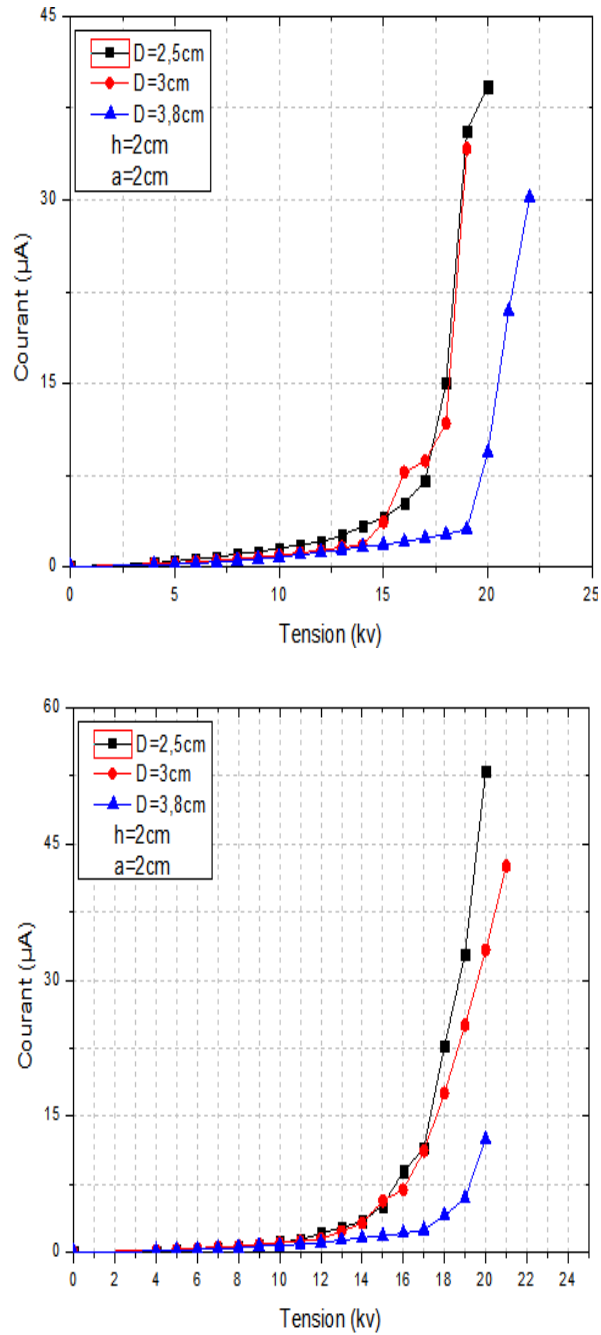 45
D=2,5cm
D=3cm
D=3,8cm
h=2cm
a=2cm
30
Courant (µA)
15
0
0 5 10 15 20 25
Tension (kv)
60
D=2,5cm
D=3cm
D=3,8cm
h=2cm
a=2cm
45
Courant (µA)
30
15
0
0 2 4 6 8 10 12 14 16 18 20 22 24
Tension (kv)